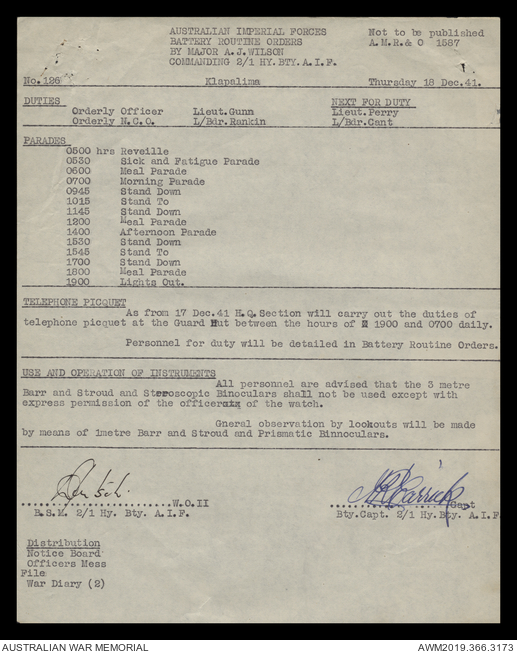 AUSTRALIAN IMPERIAL FORCES Not to be published
BATTERY ROUTINE ORDERS A.M.R.& O 1587
BY MAJOR A.J.WILSON
COMMANDING 2/1 HY.BTY.A.I.F.
No.126 Klapalima Thursday 18 Dec.41.
DUTIES NEXT FOR DUTY
Orderly Officer Lieut.Gunn Lieut.Perry
Orderly N.C.O. L/Bdr.Rankin L/Bdr.Cant
PARADES
0500 hrs Reveille
0530 Sick and Fatigue Parade
0600 Meal Parade
0700 Morning Parade
0945 Stand Down
1015 Stand To
1145 Stand Down
1200 Meal Parade
1400 Afternoon Parade
1530 Stand Down
1545 Stand To
1700 Stand Down
1800 Meal Parade
1900 Lights Out.
TELEPHONE PICQUET
As from 17 Dec.41 H.Q.Section will carry out the duties of
telephone picquet at the Guard Hut between the hours of 1900 and 0700 daily.
Personnel for duty will be detailed in Battery Routine Orders.
USE AND OPERATION OF INSTRUMENTS
All personnel are advised that the 3 metre
Barr and Stroud and Steroscopic Binoculars shall not be used except with
express permission of the officer of the watch.
Gneral observation by lookouts will be made
by means of 1metre Barr and Stroud and Prismatic Binnoculars.
W.O.II Capt
B.S.M. 2/1 Hy. Bty. A.I.F. Bty.Capt. 2/1 Hy.Bty. A.I.F
Distribution
Notice Board
Officers Mess
File
War Diary (2)
AUSTRALIAN WAR MEMORIAL AWM2019.366.3173